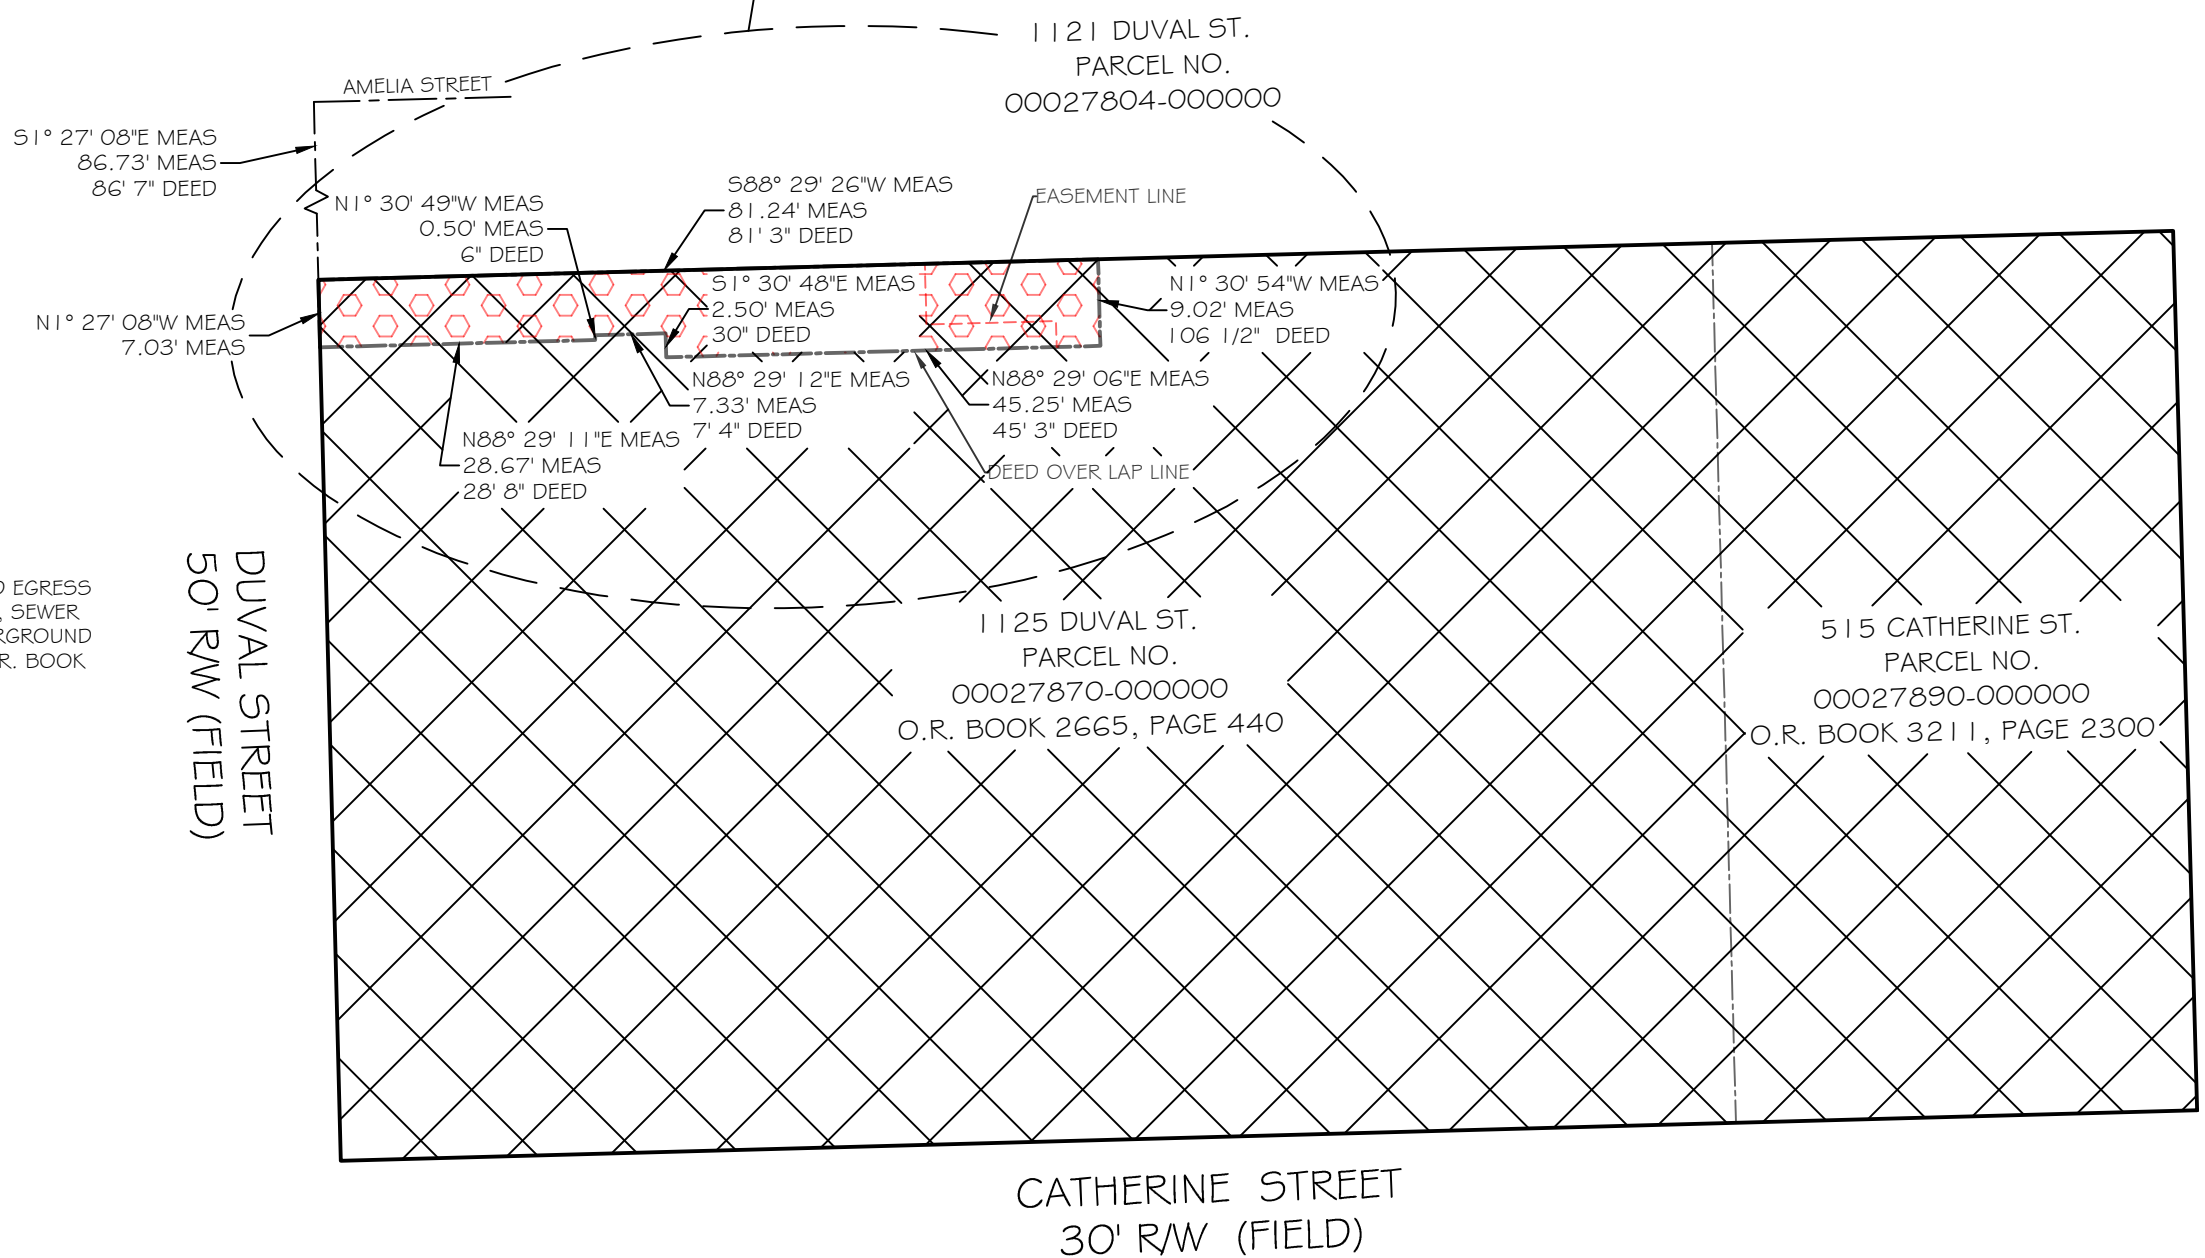 1121 DUVAL ST.
PARCEL NO.
00027804-000000
AMELIA STREET
S1° 27' 08"E MEAS
86.73' MEAS
86' 7" DEED
N1° 30' 49"W MEAS
0.50' MEAS
6" DEED
S88° 29' 26"W MEAS
81.24' MEAS
81' 3" DEED
EASEMENT LINE
S1° 30' 48"E MEAS
2.50' MEAS
30" DEED
N1° 30' 54"W MEAS
9.02' MEAS
106 1/2" DEED
N1° 27' 08"W MEAS
7.03' MEAS
N88° 29' 12"E MEAS
7.33' MEAS
7' 4" DEED
N88° 29' 06"E MEAS
45.25' MEAS
45' 3" DEED
N88° 29' 11"E MEAS
28.67' MEAS
28' 8" DEED
DEED OVER LAP LINE
EGRESS
, SEWER
RGROUND
R. BOOK
DUVAL STREET
50' R/W (FIELD)
1125 DUVAL ST.
PARCEL NO.
00027870-000000
O.R. BOOK 2665, PAGE 440
515 CATHERINE ST.
PARCEL NO.
00027890-000000
O.R. BOOK 3211, PAGE 2300
CATHERINE STREET
30' R/W (FIELD)